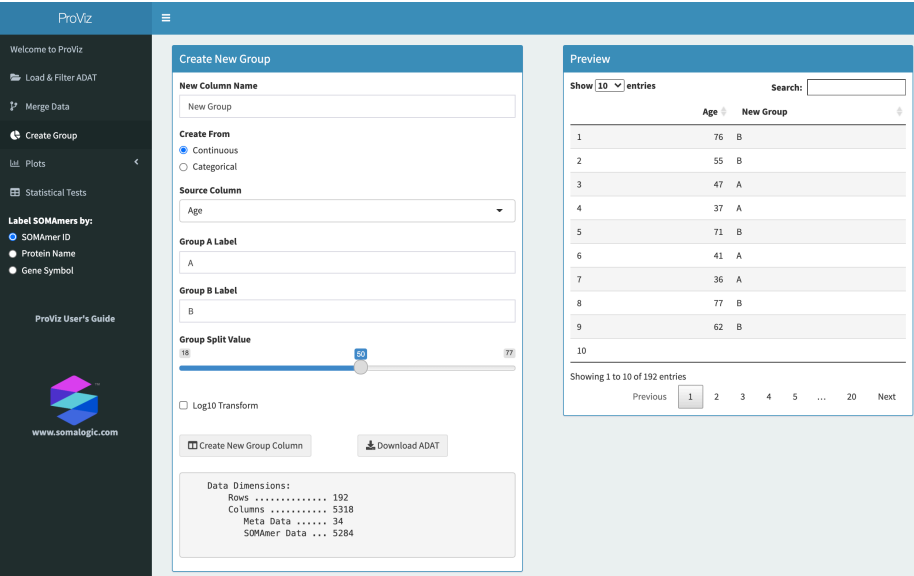 ProViz
Welcome to ProViz
Load & Filter ADAT
Merge Data
Create Group
Plots
Statistical Tests
Label SOMAmers by:
SOMAmer ID
Protein Name
Gene Symbol
ProViz User's Guide
™
www.somalogic.com
Create New Group
New Column Name
New Group
Create From
Continuous
Categorical
Source Column
Age
Group A Label
A
Group B Label
B
Group Split Value
18 50 77
Log10 Transform
Create New Group Column Download ADAT
Data Dimensions:
Rows .............. 192
Columns ........... 5318
Meta Data ...... 34
SOMAmer Data ... 5284
Preview
Show 10 entries Search:
Age New Group
1 76 B
2 55 B
3 47 A
4 37 A
5 71 B
6 41 A
7 36 A
8 77 B
9 62 B
10
Showing 1 to 10 of 192 entries
Previous 1 2 3 4 5 ... 20 Next